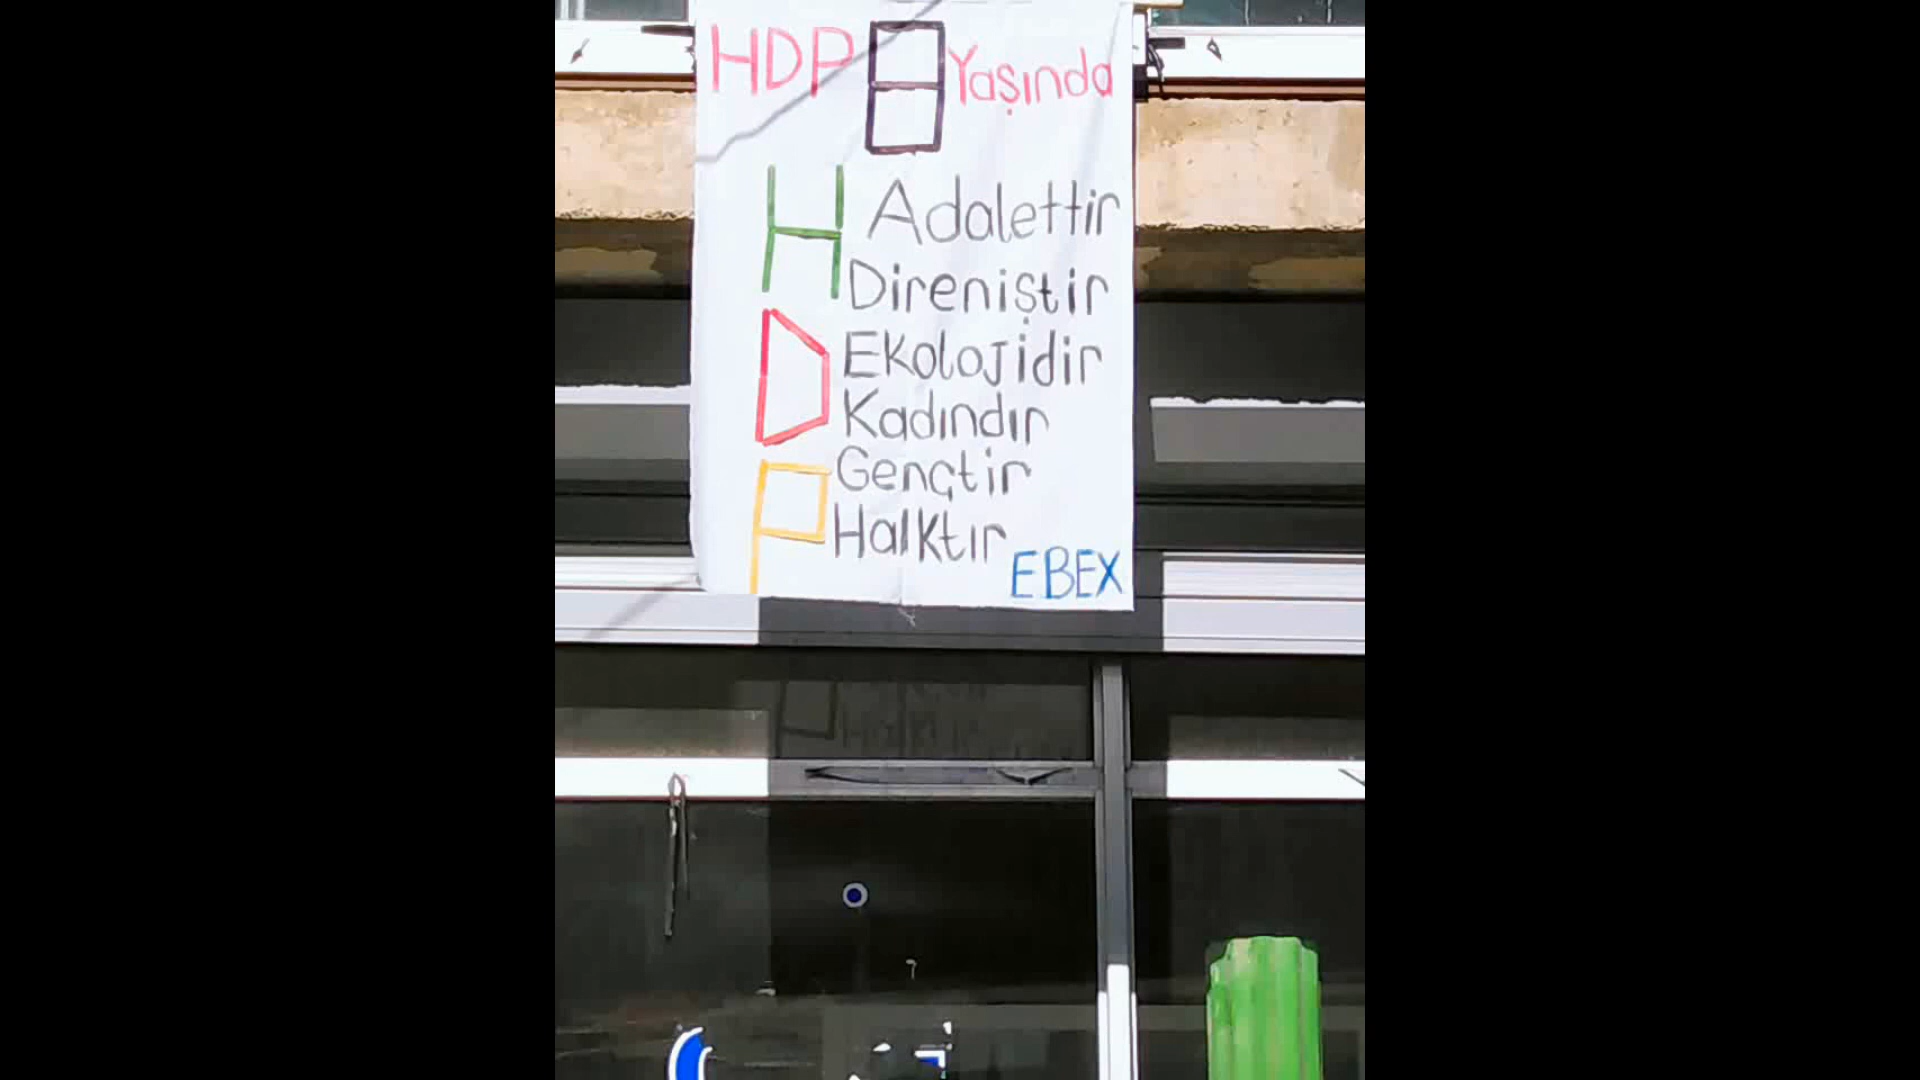 HDP 8 Yaşında
H Adalettir
Direniştir
D Ekolojidir
Kadındır
P Gençtir
Halktır
EBEX